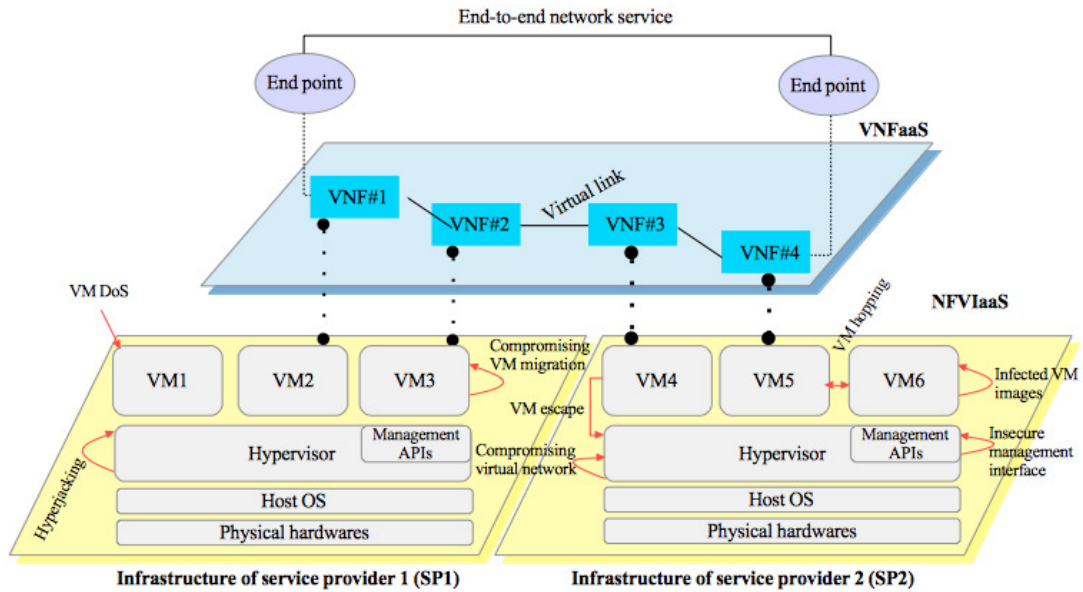 End-to-end network service
End point
End point
VNFaaS
VNF#1
VNF#2
Virtual link
VNF#3
VNF#4
VM DoS
NFVIaaS
VM hopping
VM1
VM2
VM3
Compromising
VM migration
VM4
VM5
VM6
Infected VM
images
VM escape
Hyperjacking
Hypervisor
Management
APIs
Compromising
virtual network
Hypervisor
Management
APIs
Insecure
management
interface
Host OS
Host OS
Physical hardwares
Physical hardwares
Infrastructure of service provider 1 (SP1)
Infrastructure of service provider 2 (SP2)